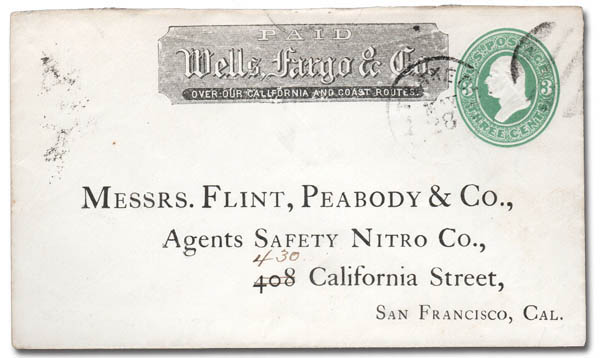 PAID
Wells, Fargo & Co.
OVER OUR CALIFORNIA AND COAST ROUTES.
U.S. POSTAGE
3 3
THREE CENTS
MESSRS. FLINT, PEABODY & CO.,
Agents SAFETY NITRO CO.,
430
408 California Street,
SAN FRANCISCO, CAL.